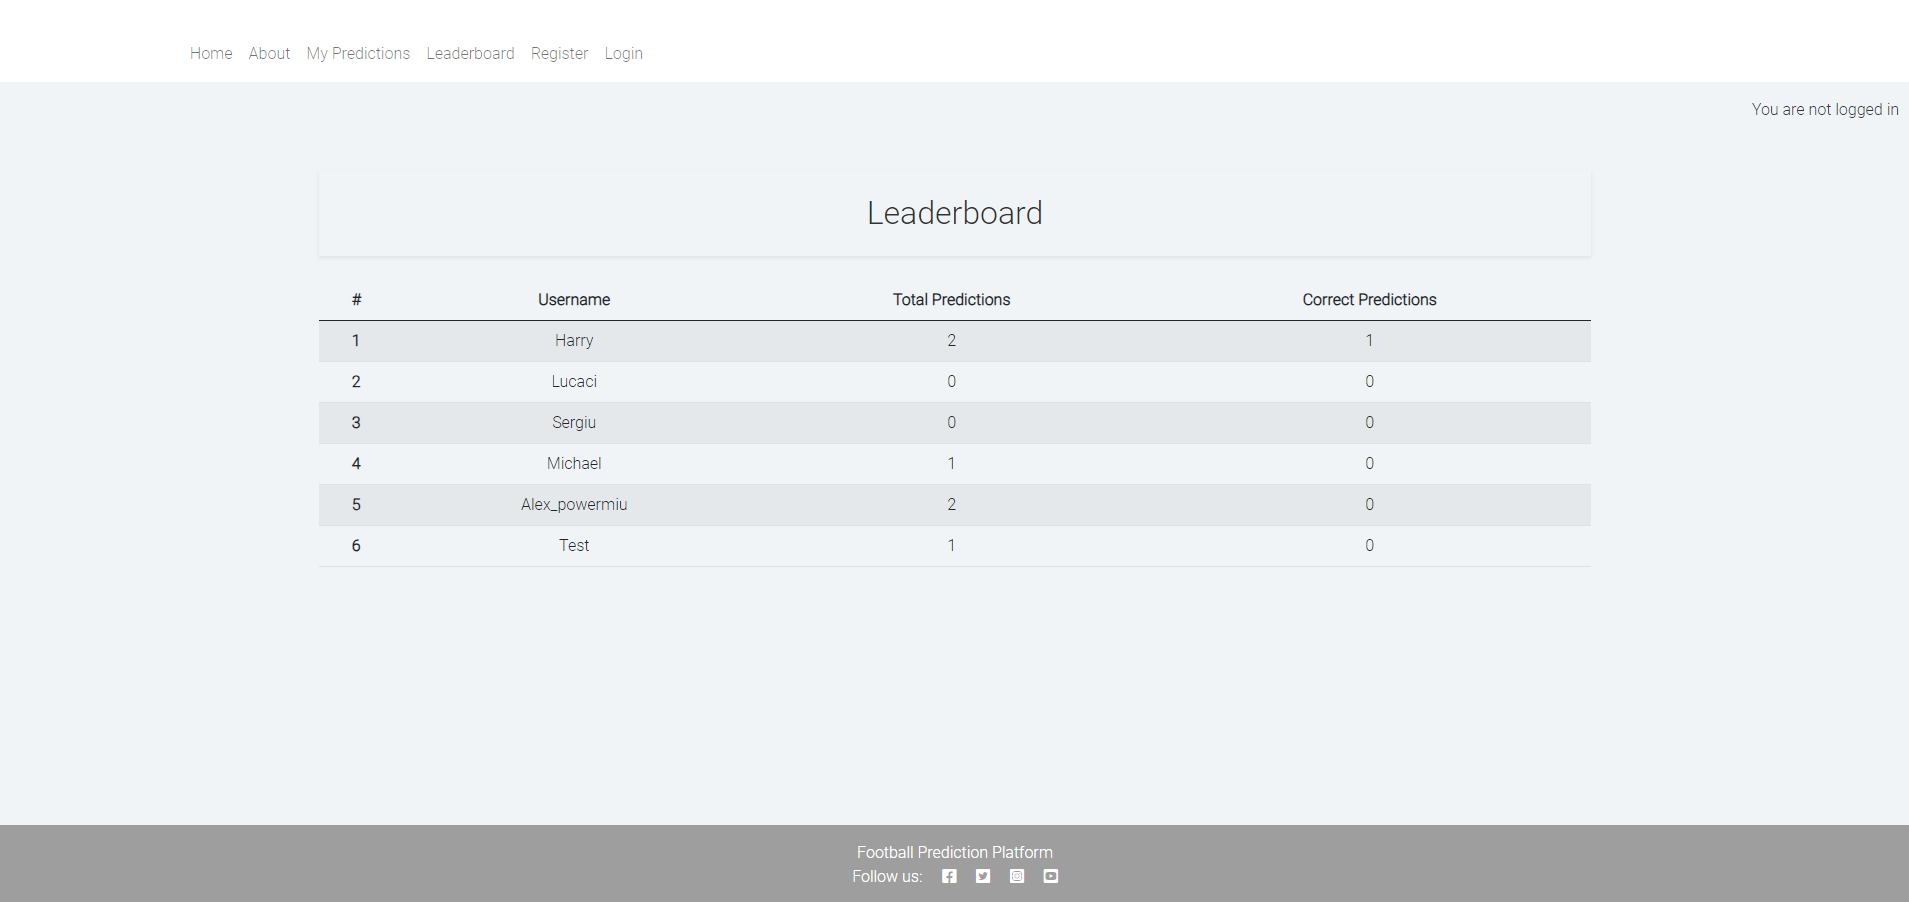 Home About My Predictions Leaderboard Register Login
You are not logged in
Leaderboard
# Username Total Predictions Correct Predictions
1 Harry 2 1
2 Lucaci 0 0
3 Sergiu 0 0
4 Michael 1 0
5 Alex_powermiu 2 0
6 Test 1 0
Football Prediction Platform
Follow us: